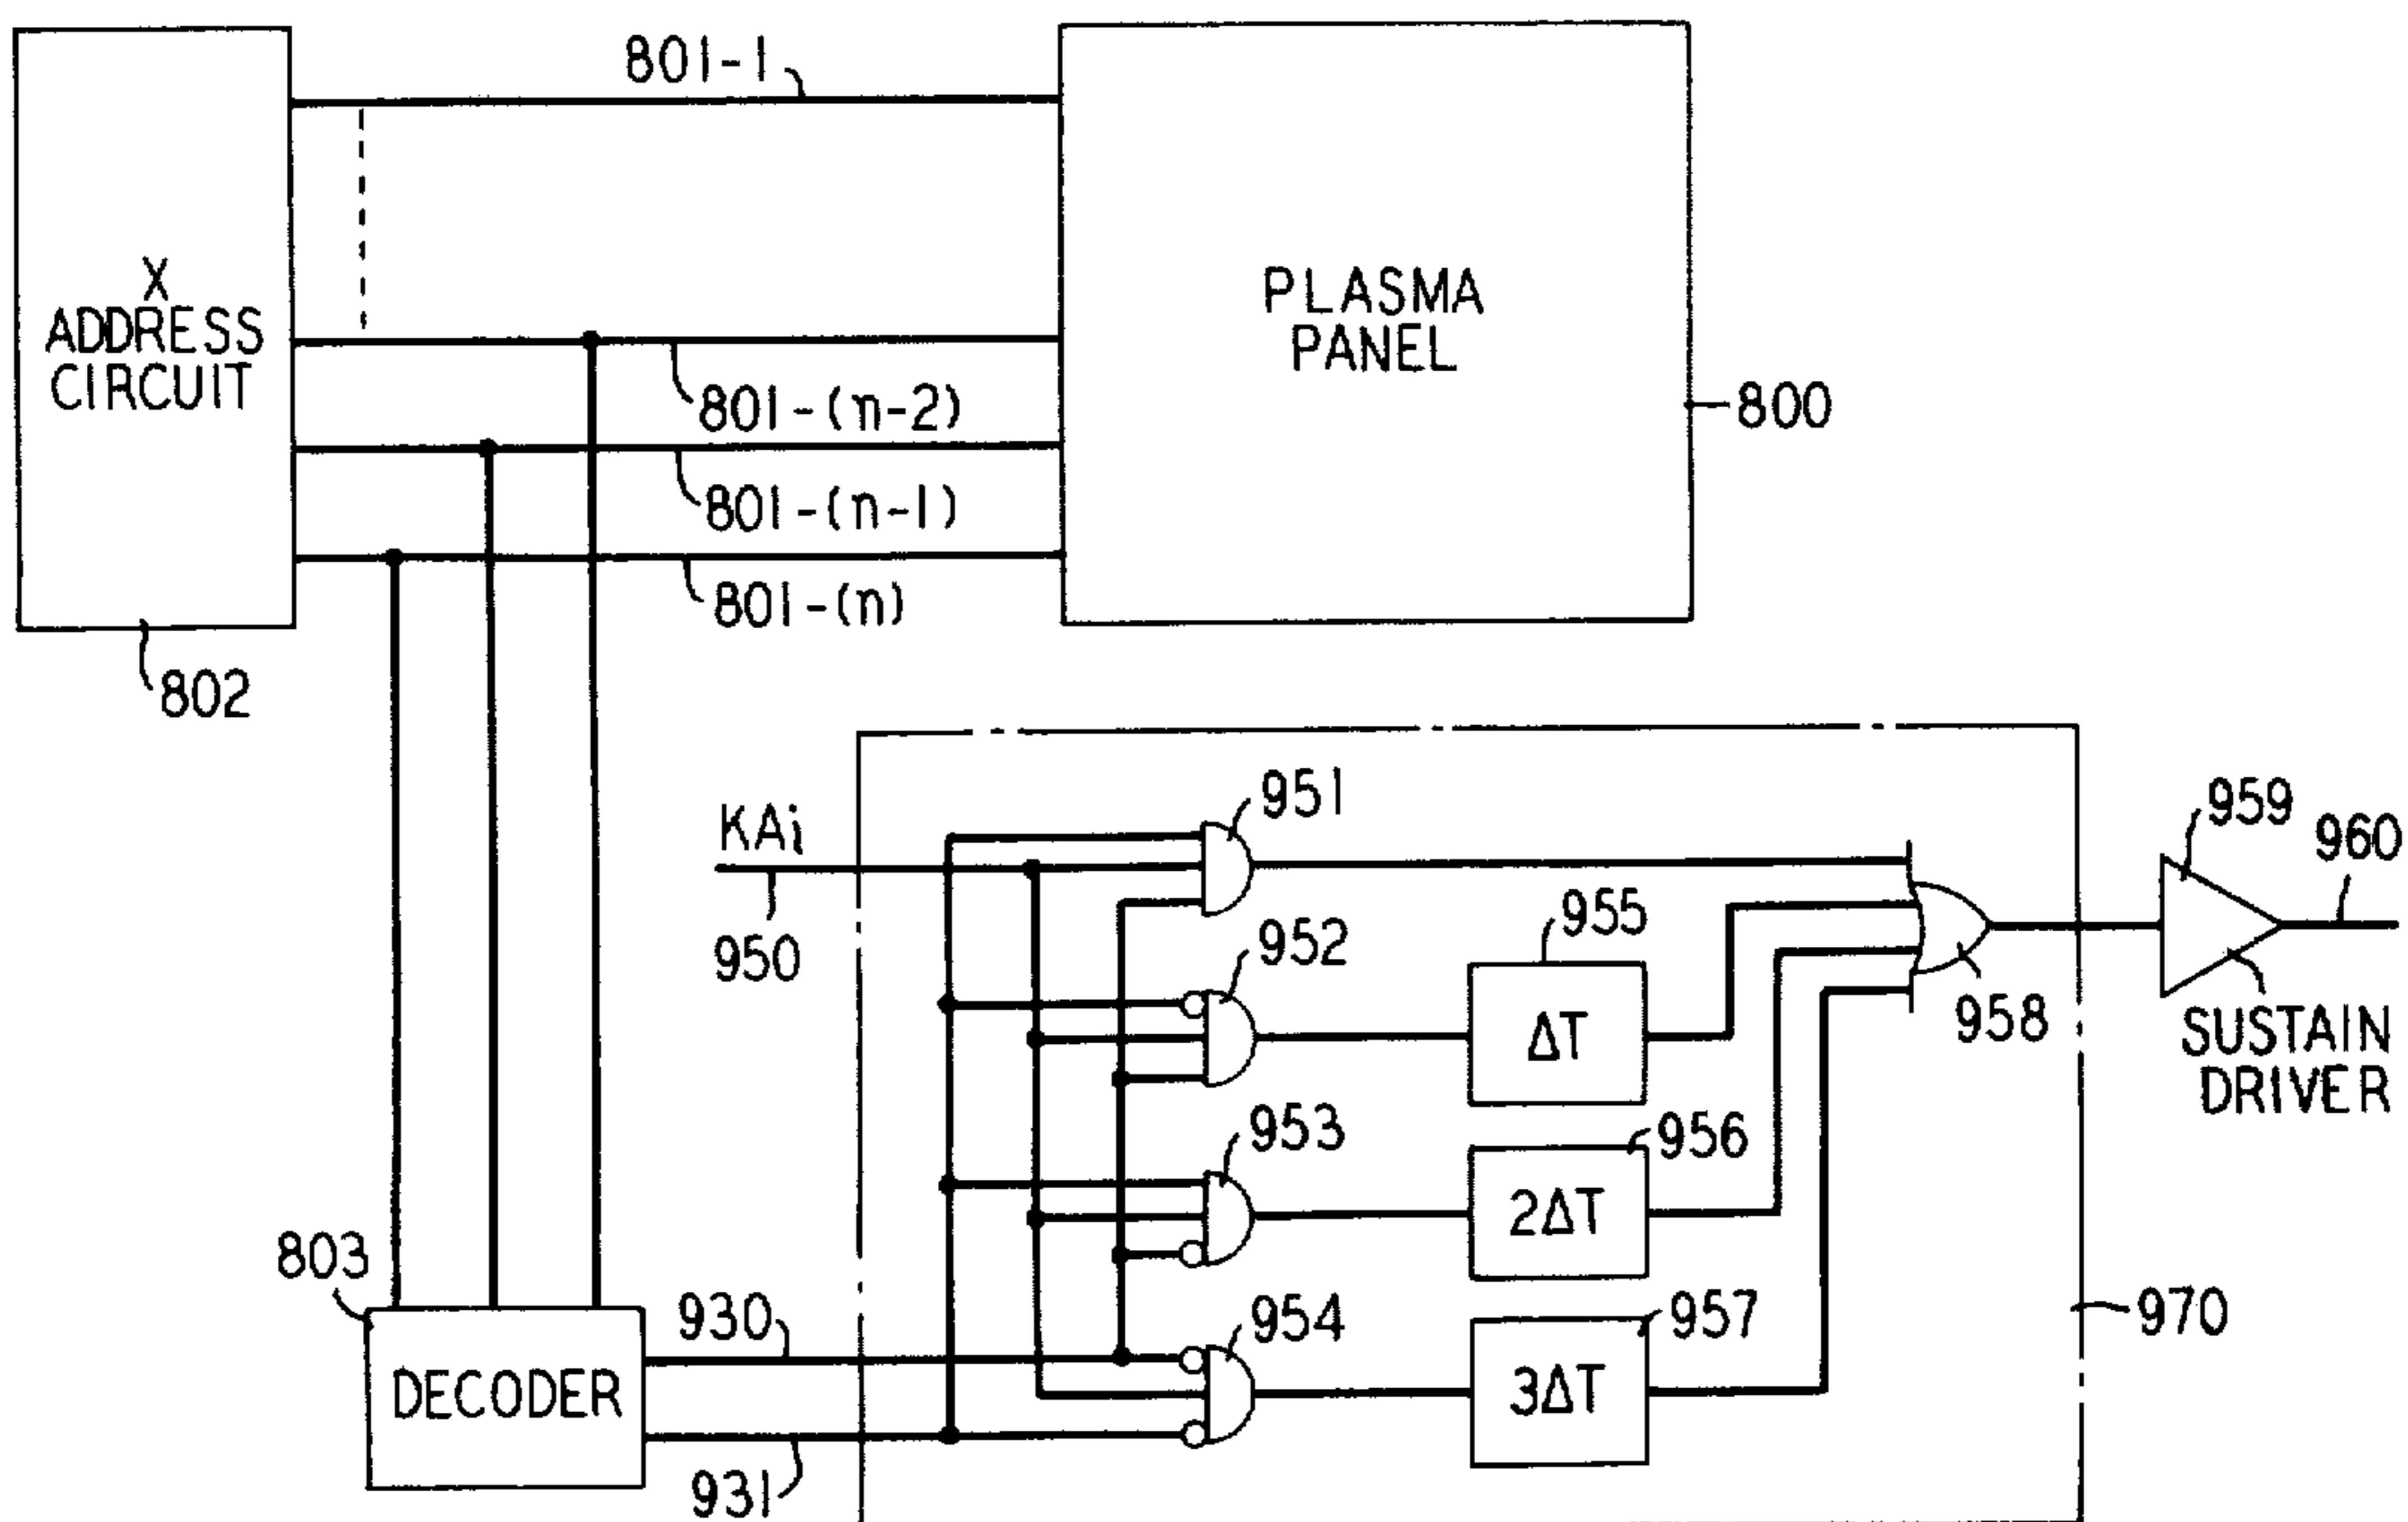 801-1
X
ADDRESS
CIRCUIT
PLASMA
PANEL
801-(n-2)
800
801-(n-1)
801-(n)
802
951
959
960
KAi
950
952
955
ΔT
958
SUSTAIN
DRIVER
953
956
2ΔT
803
930
954
957
970
DECODER
3ΔT
931